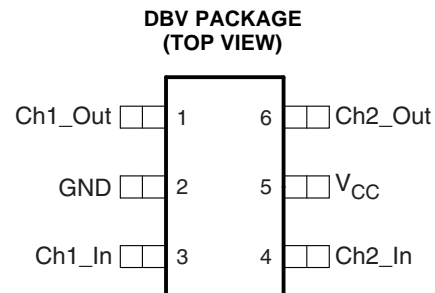 DBV PACKAGE
(TOP VIEW)
Ch1_Out 1 6 Ch2_Out
GND 2 5 VCC
Ch1_In 3 4 Ch2_In